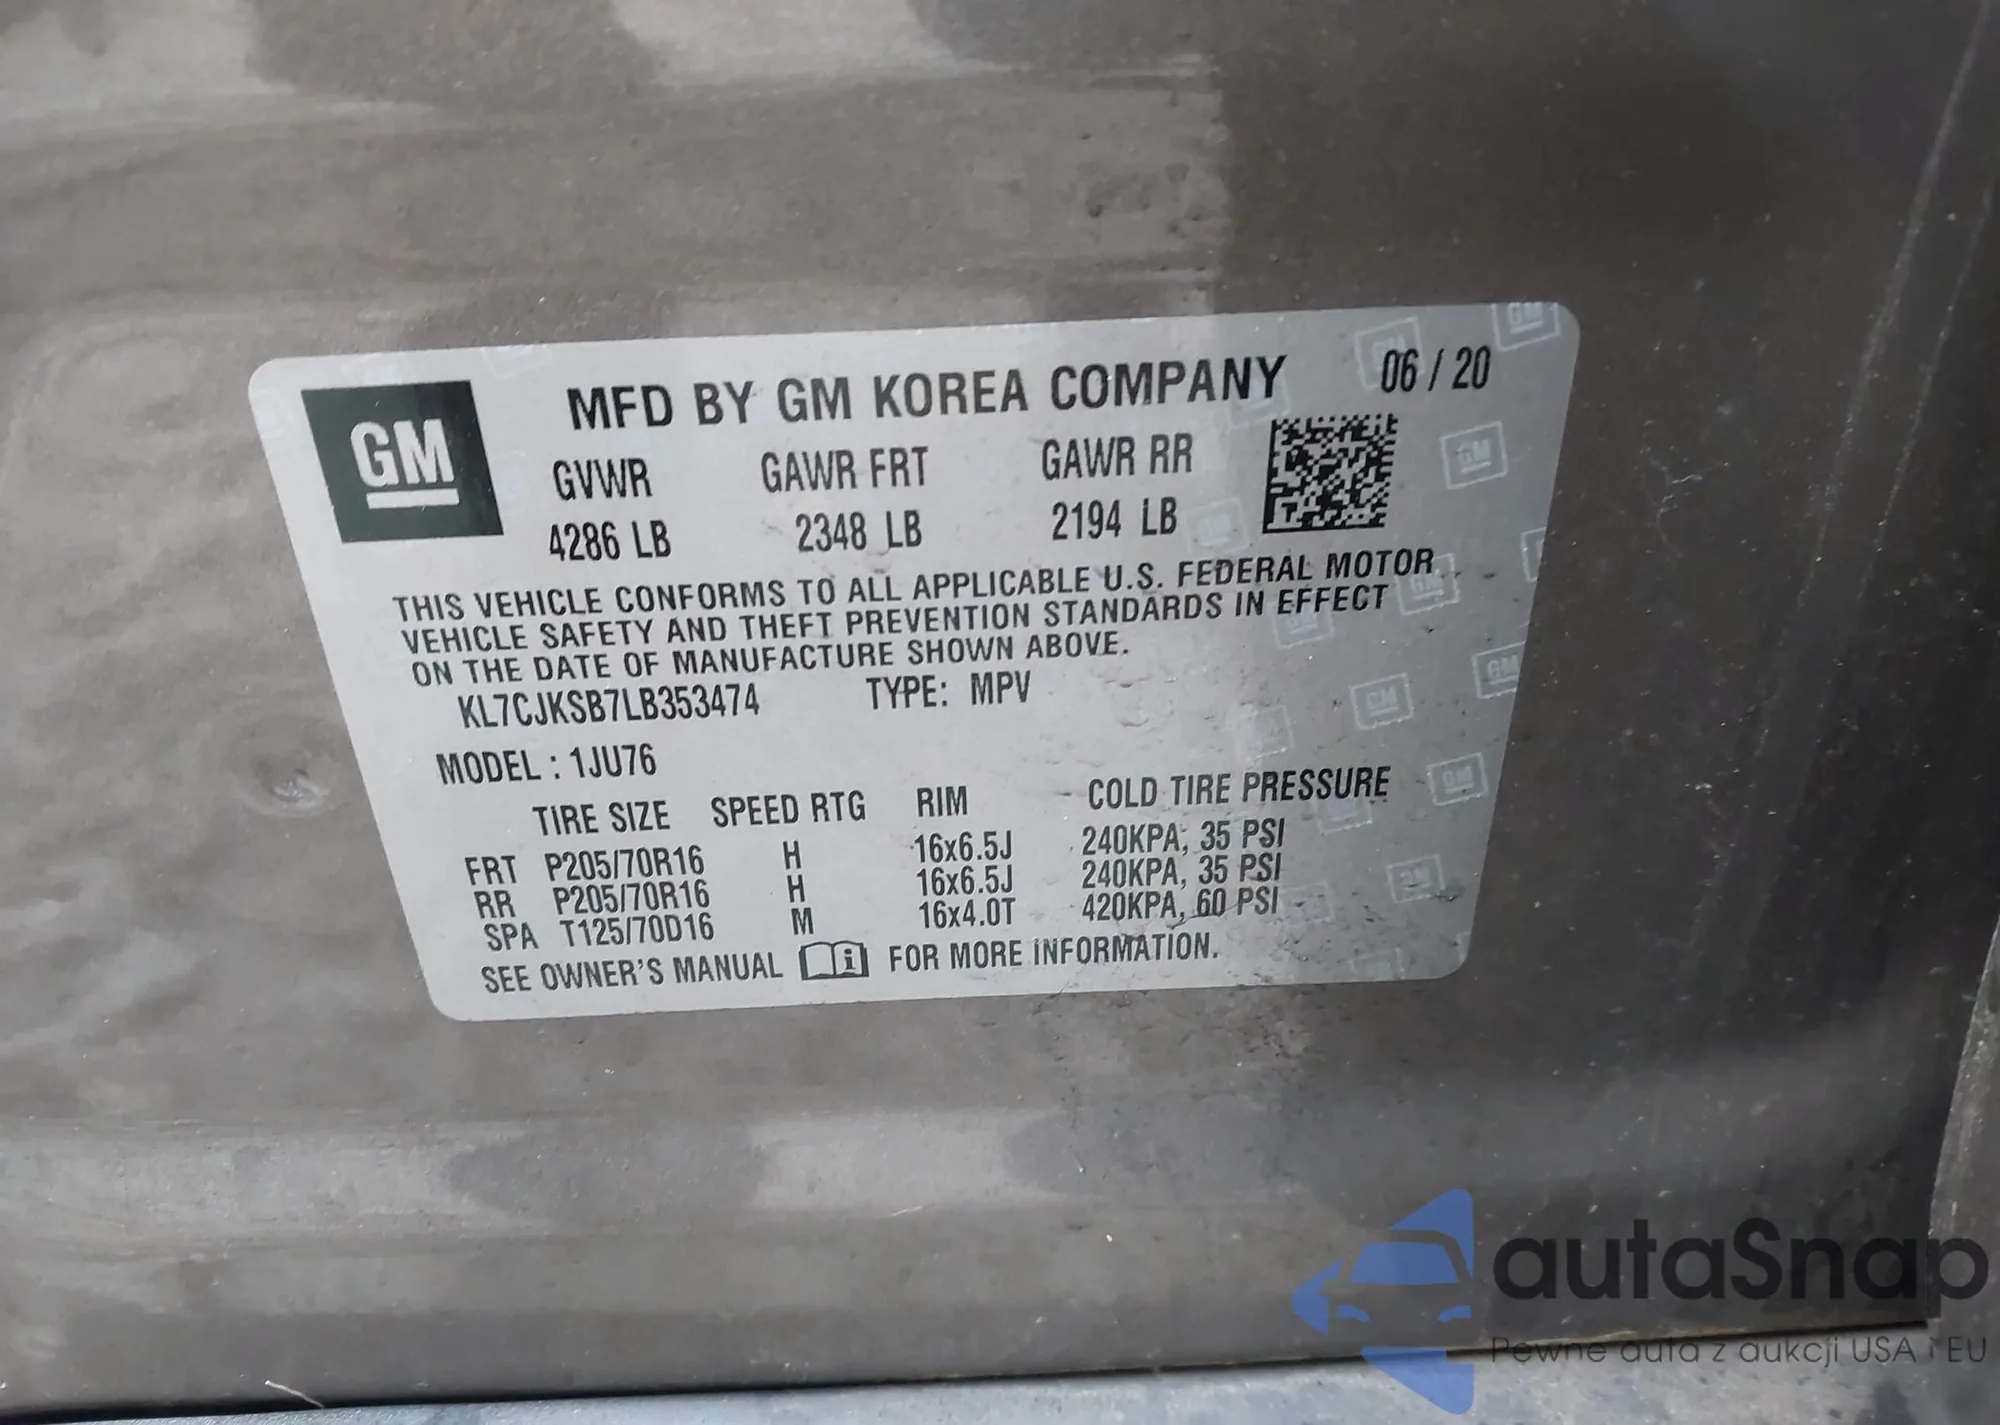 GM
MFD BY GM KOREA COMPANY 06 / 20
GVWR GAWR FRT GAWR RR
4286 LB 2348 LB 2194 LB
THIS VEHICLE CONFORMS TO ALL APPLICABLE U.S. FEDERAL MOTOR
VEHICLE SAFETY AND THEFT PREVENTION STANDARDS IN EFFECT
ON THE DATE OF MANUFACTURE SHOWN ABOVE.
KL7CJKSB7LB353474 TYPE: MPV
MODEL : 1JU76
TIRE SIZE SPEED RTG RIM COLD TIRE PRESSURE
FRT P205/70R16 H 16x6.5J 240KPA, 35 PSI
RR P205/70R16 H 16x6.5J 240KPA, 35 PSI
SPA T125/70D16 M 16x4.0T 420KPA, 60 PSI
SEE OWNER'S MANUAL i FOR MORE INFORMATION.
autaSnap
Pewne auta z aukcji USA i EU